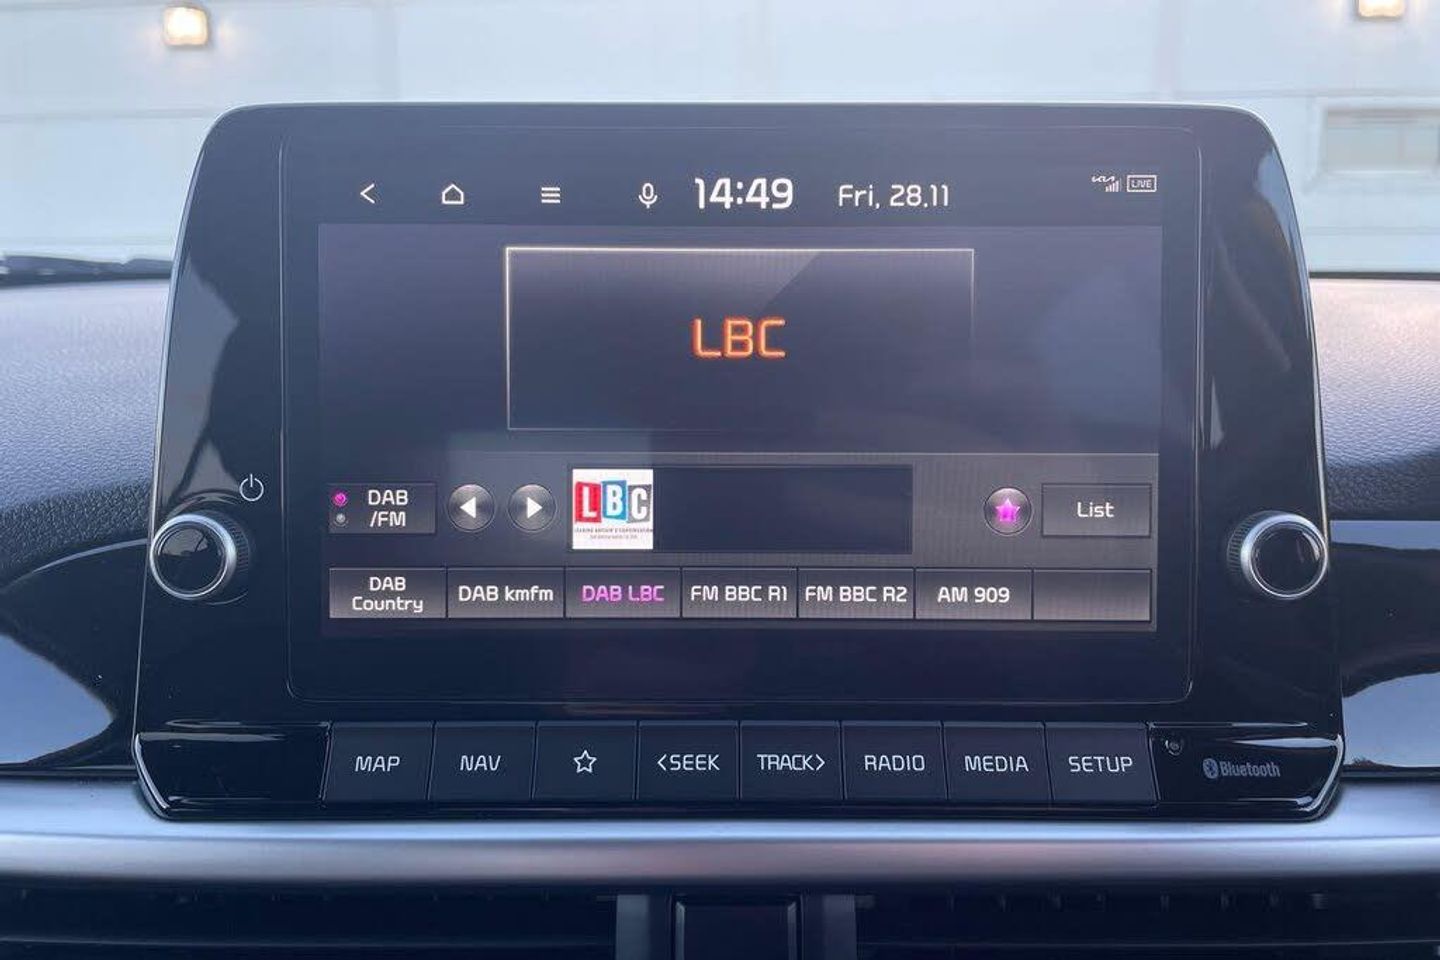 14:49 Fri, 28.11 LIVE
LBC
DAB
/FM
LBC
List
DAB
Country
DAB kmfm
DAB LBC
FM BBC R1
FM BBC R2
AM 909
MAP
NAV
<SEEK
TRACK>
RADIO
MEDIA
SETUP
Bluetooth